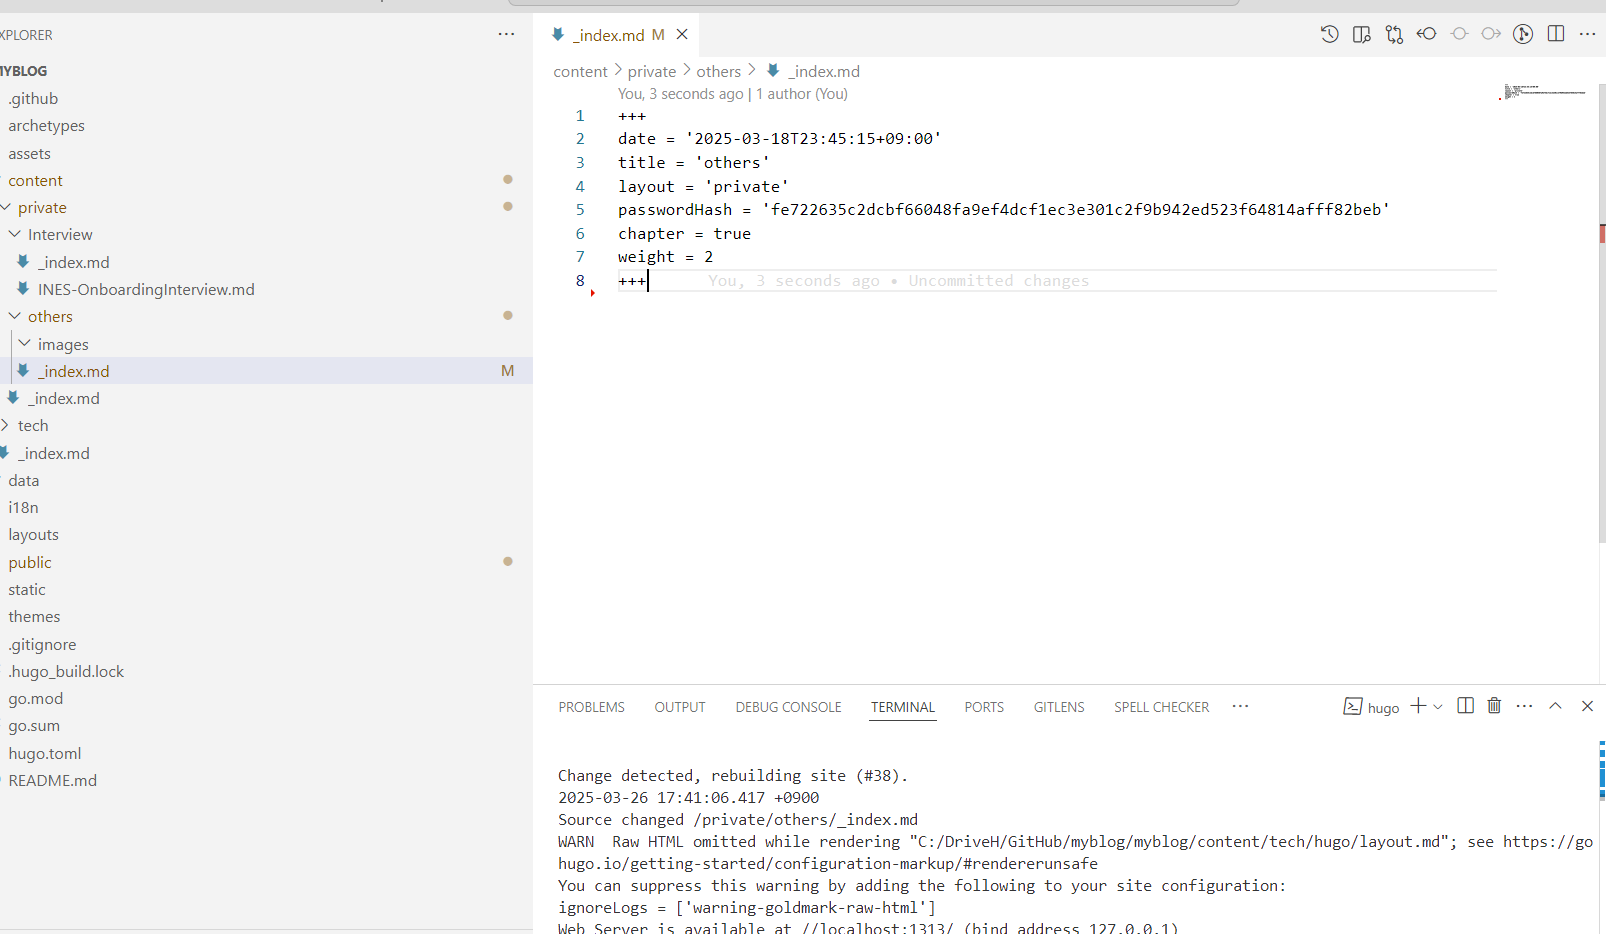 XPLORER
MYBLOG
.github
archetypes
assets
content
private
Interview
_index.md
INES-OnboardingInterview.md
others
images
_index.md M
_index.md
tech
_index.md
data
i18n
layouts
public
static
themes
.gitignore
.hugo_build.lock
go.mod
go.sum
hugo.toml
README.md
_index.md M
content > private > others > _index.md
You, 3 seconds ago | 1 author (You)
1 +++
2 date = '2025-03-18T23:45:15+09:00'
3 title = 'others'
4 layout = 'private'
5 passwordHash = 'fe722635c2dcbf66048fa9ef4dcf1ec3e301c2f9b942ed523f64814afff82beb'
6 chapter = true
7 weight = 2
8 +++ You, 3 seconds ago • Uncommitted changes
PROBLEMS OUTPUT DEBUG CONSOLE TERMINAL PORTS GITLENS SPELL CHECKER
hugo
Change detected, rebuilding site (#38).
2025-03-26 17:41:06.417 +0900
Source changed /private/others/_index.md
WARN  Raw HTML omitted while rendering "C:/DriveH/GitHub/myblog/myblog/content/tech/hugo/layout.md"; see https://go
hugo.io/getting-started/configuration-markup/#rendererunsafe
You can suppress this warning by adding the following to your site configuration:
ignoreLogs = ['warning-goldmark-raw-html']
Web Server is available at //localhost:1313/ (bind address 127.0.0.1)